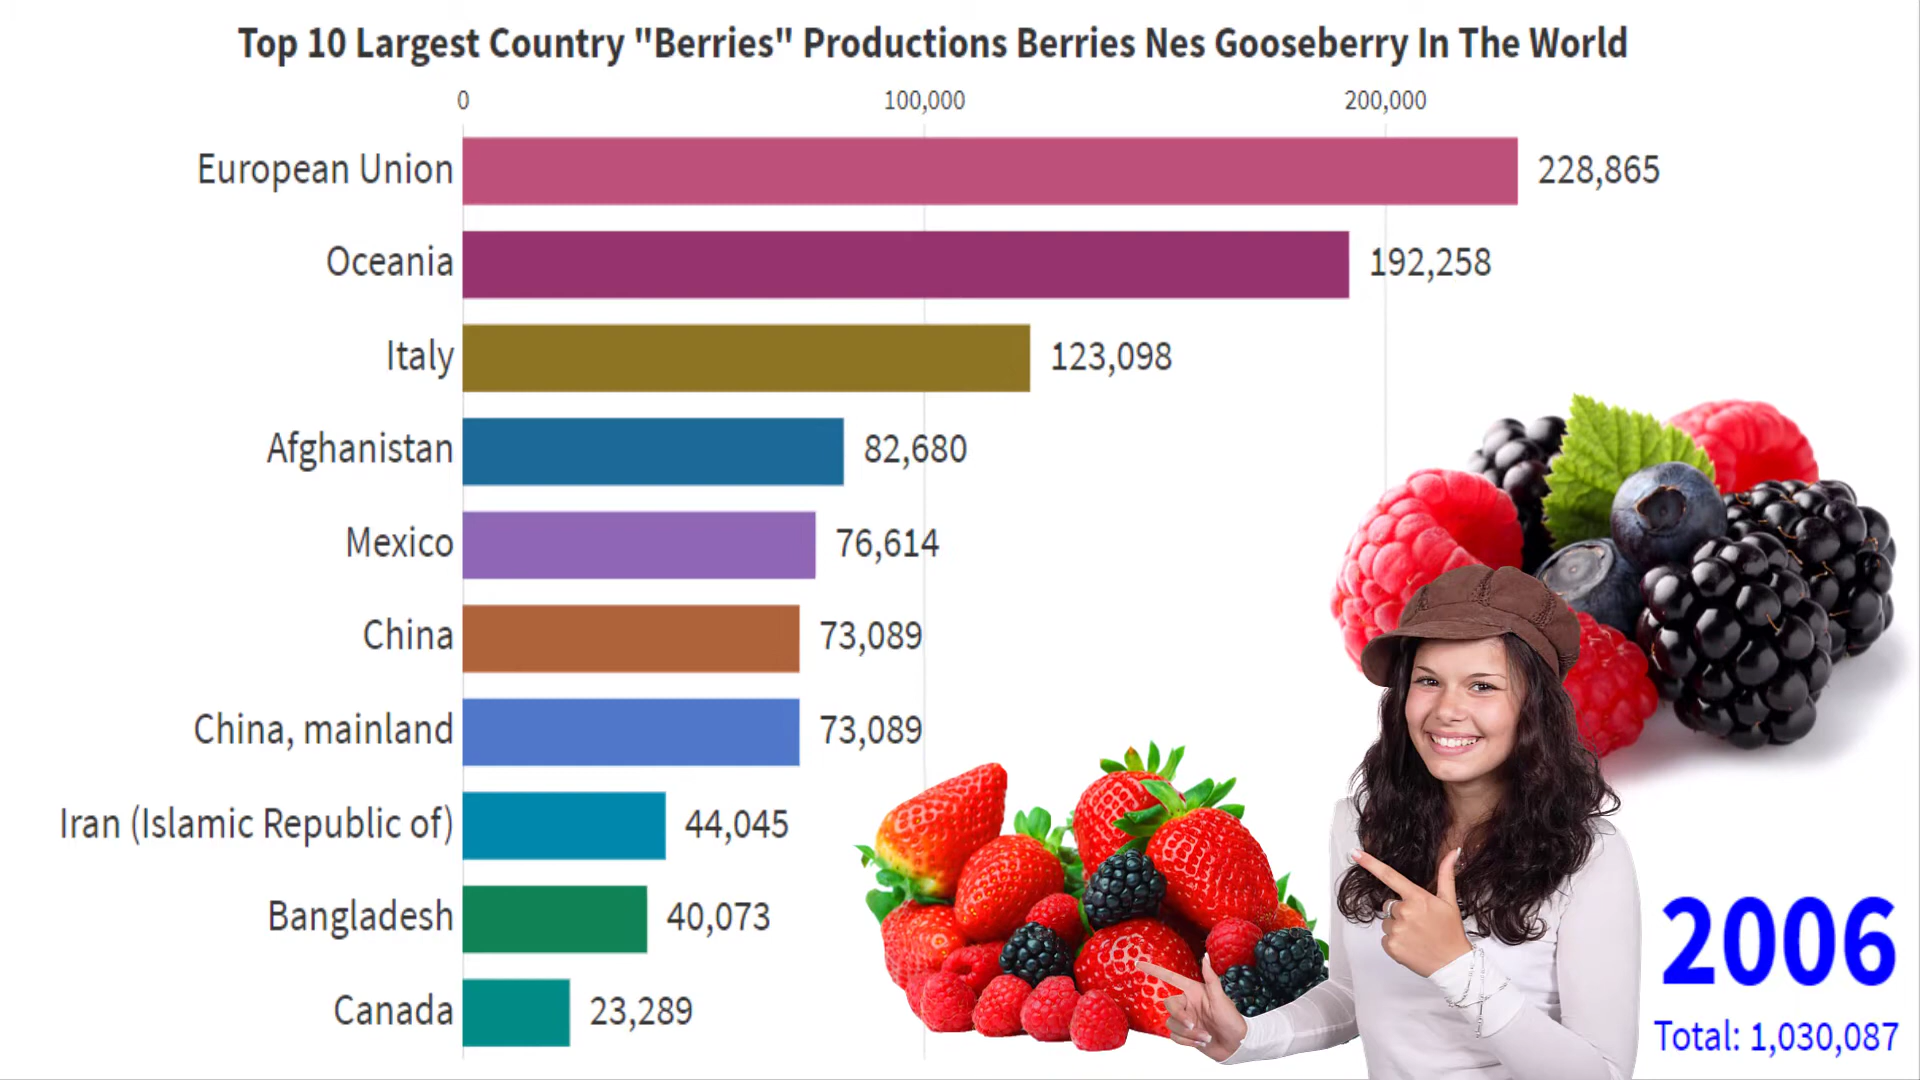 Top 10 Largest Country "Berries" Productions Berries Nes Gooseberry In The World
0 100,000 200,000
European Union 228,865
Oceania 192,258
Italy 123,098
Afghanistan 82,680
Mexico 76,614
China 73,089
China, mainland 73,089
Iran (Islamic Republic of) 44,045
Bangladesh 40,073
Canada 23,289
2006
Total: 1,030,087